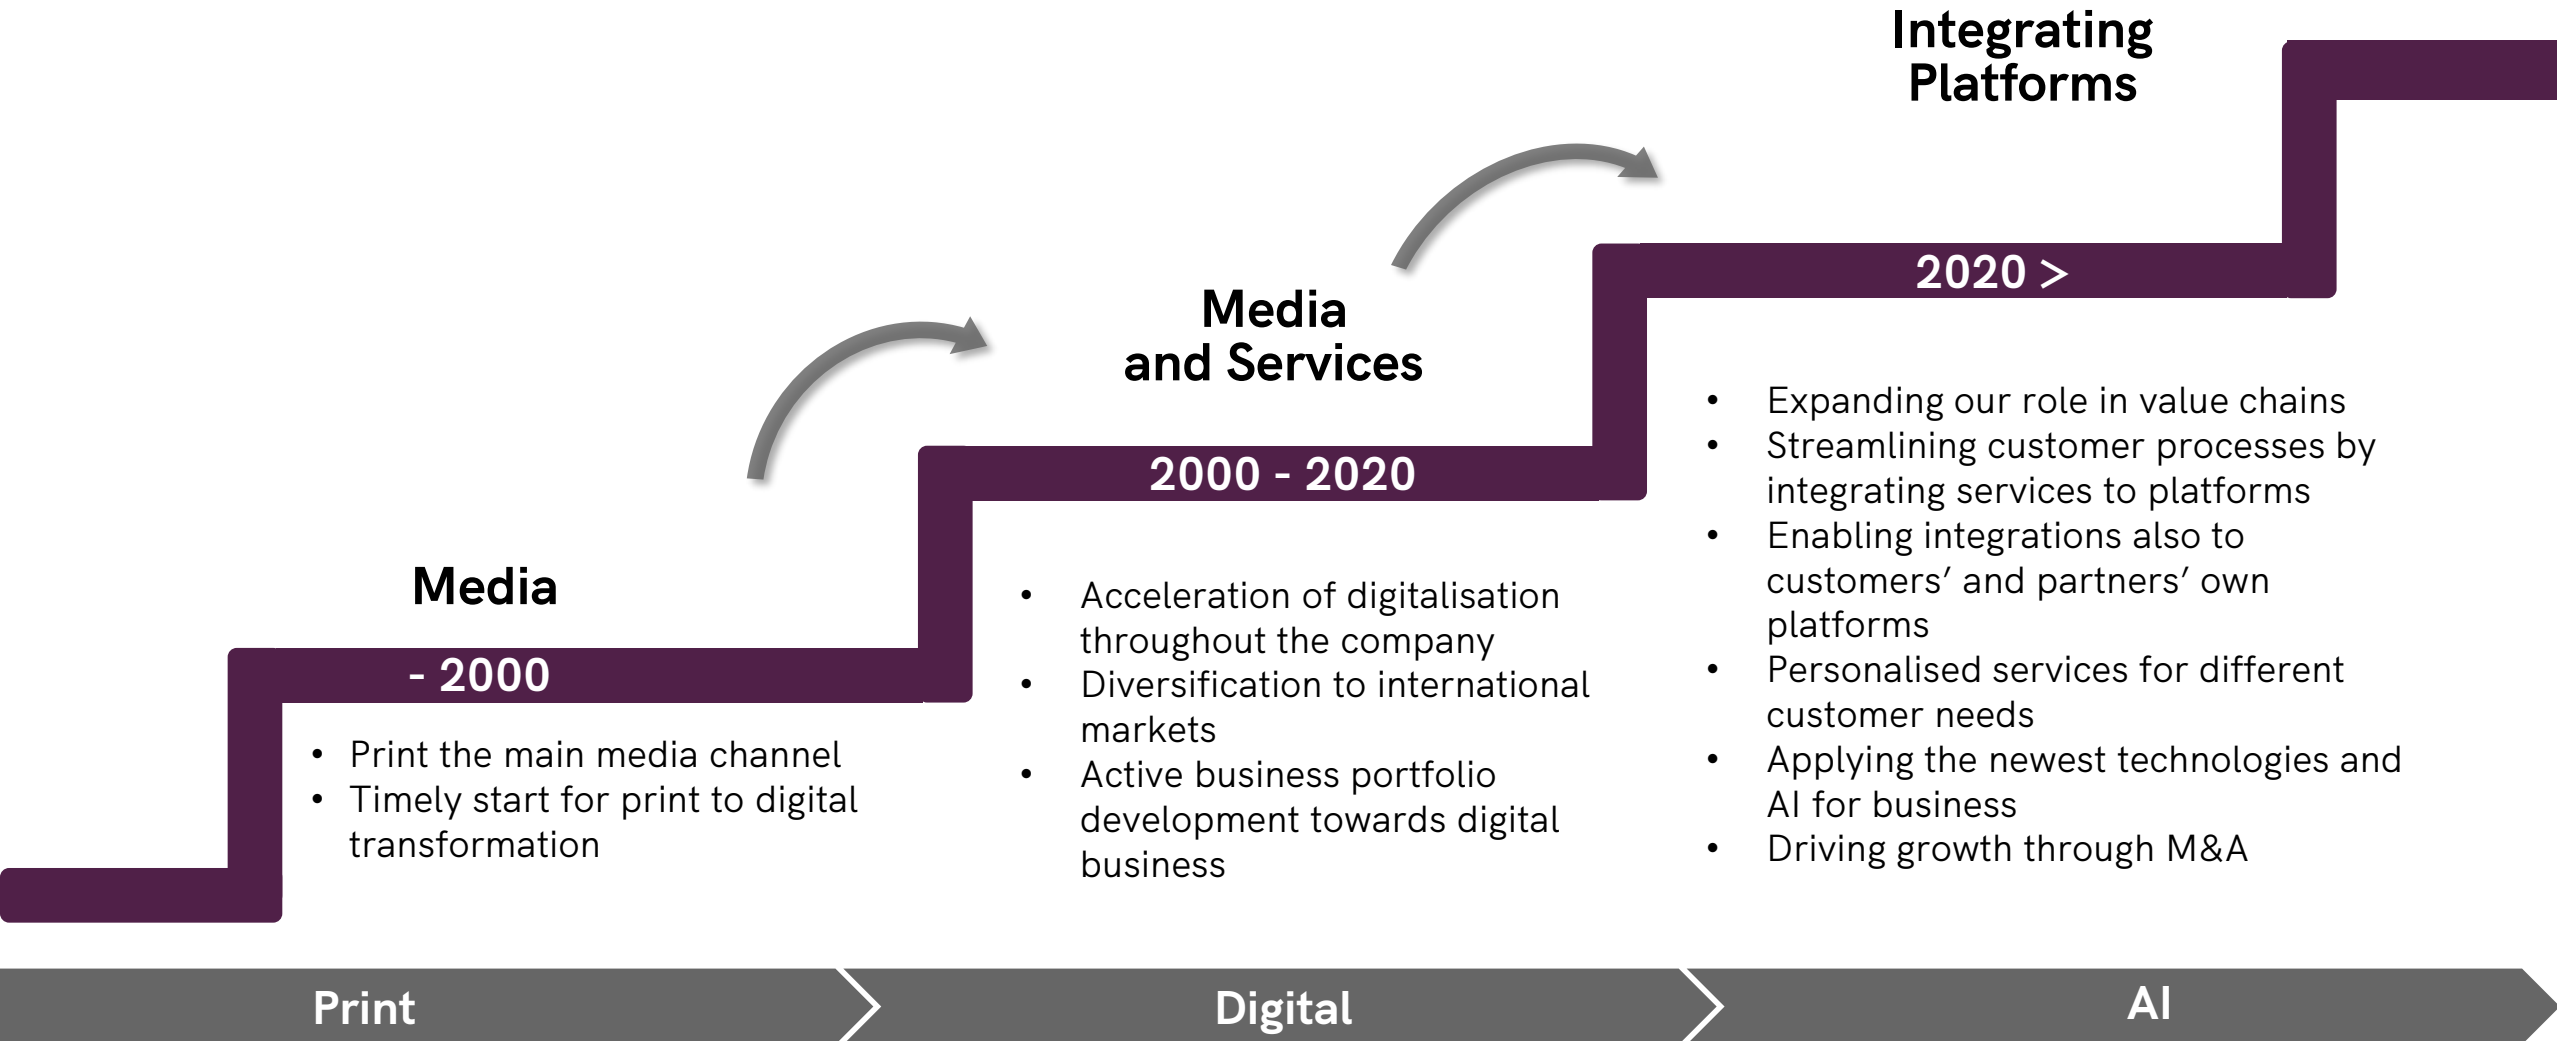 Media
- 2000
• Print the main media channel
• Timely start for print to digital
transformation
Media
and Services
2000 - 2020
• Acceleration of digitalisation
throughout the company
• Diversification to international
markets
• Active business portfolio
development towards digital
business
Integrating
Platforms
2020 >
• Expanding our role in value chains
• Streamlining customer processes by
integrating services to platforms
• Enabling integrations also to
customers’ and partners’ own
platforms
• Personalised services for different
customer needs
• Applying the newest technologies and
AI for business
• Driving growth through M&A
Print
Digital
AI